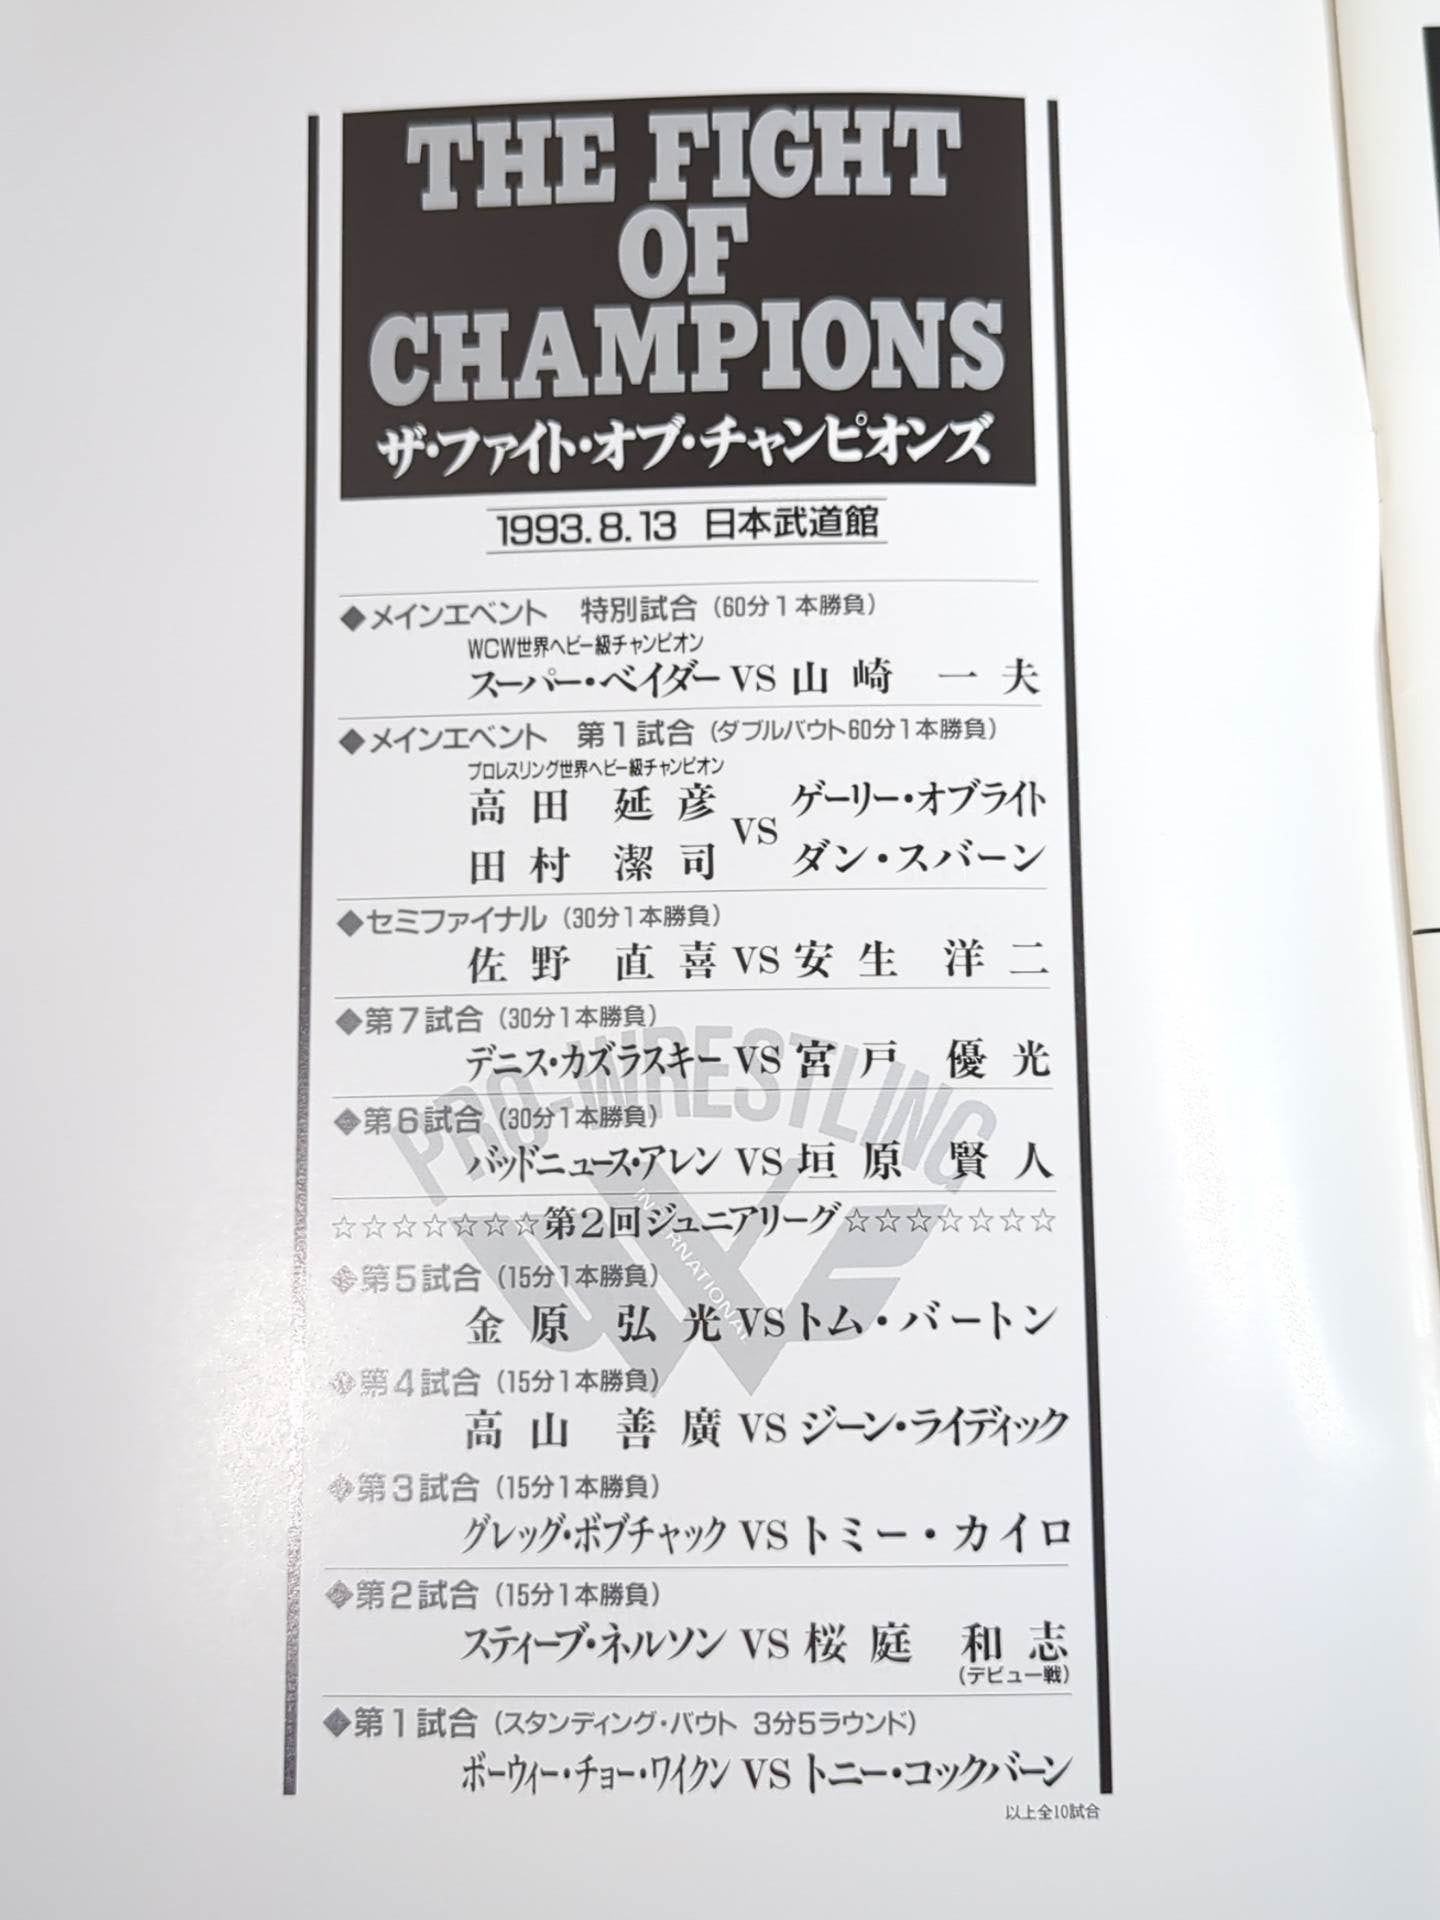 THE FIGHT
OF
CHAMPIONS
ザ・ファイト・オブ・チャンピオンズ
1993.8.13 日本武道館
◆メインエベント 特別試合(60分1本勝負)
WCW世界ヘビー級チャンピオン
スーパー・ベイダー VS 山崎 一夫
◆メインエベント 第1試合(ダブルバウト60分1本勝負)
プロレスリング世界ヘビー級チャンピオン
高田 延彦 VS ゲーリー・オブライト
田村 潔司 ダン・スバーン
◆セミファイナル(30分1本勝負)
佐野 直喜 VS 安生 洋二
◆第7試合(30分1本勝負)
デニス・カズラスキー VS 宮戸 優光
◆第6試合(30分1本勝負)
バッドニュース・アレン VS 垣原 賢人
☆☆☆☆☆☆☆第2回ジュニアリーグ☆☆☆☆☆☆☆
◆第5試合(15分1本勝負)
金原 弘光 VS トム・バートン
◆第4試合(15分1本勝負)
高山 善廣 VS ジーン・ライディック
◆第3試合(15分1本勝負)
グレッグ・ボブチャック VS トミー・カイロ
◆第2試合(15分1本勝負)
スティーブ・ネルソン VS 桜庭 和志
(デビュー戦)
◆第1試合(スタンディング・バウト 3分5ラウンド)
ボーウィー・チョー・ワイクン VS トニー・コックバーン
以上全10試合
PRO-WRESTLING
UWF
INTERNATIONAL